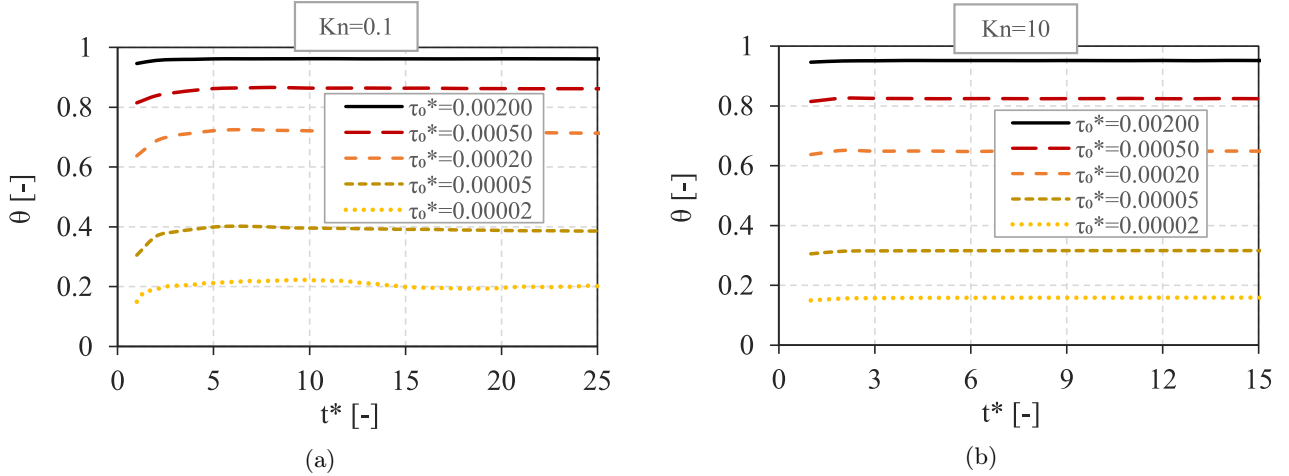 Kn=0.1
1
0.8
0.6
0.4
0.2
0
θ [-]
τ₀*=0.00200
τ₀*=0.00050
τ₀*=0.00020
τ₀*=0.00005
τ₀*=0.00002
0 5 10 15 20 25
t* [-]
(a)
Kn=10
1
0.8
0.6
0.4
0.2
0
θ [-]
τ₀*=0.00200
τ₀*=0.00050
τ₀*=0.00020
τ₀*=0.00005
τ₀*=0.00002
0 3 6 9 12 15
t* [-]
(b)